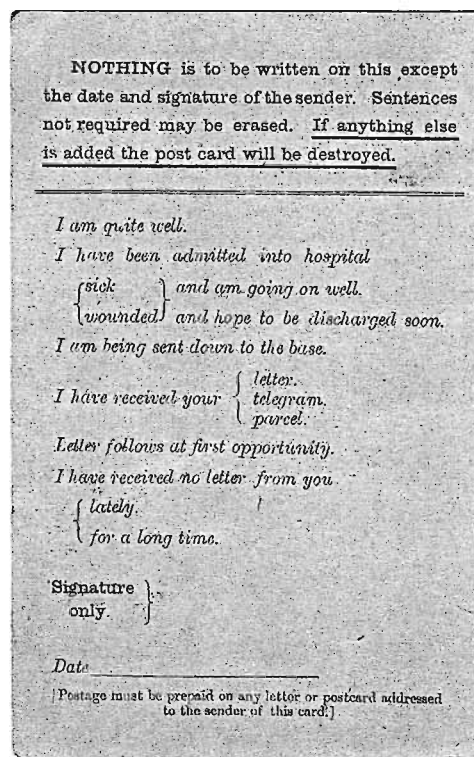 NOTHING is to be written on this except
the date and signature of the sender. Sentences
not required may be erased. If anything else
is added the post card will be destroyed.
I am quite well.
I have been admitted into hospital
{sick } and am going on well.
{wounded} and hope to be discharged soon.
I am being sent down to the base.
I have received your { letter.
telegram.
parcel.
Letter follows at first opportunity.
I have received no letter from you
{ lately.
for a long time.
Signature }
only.
Date
[Postage must be prepaid on any letter or postcard addressed
to the sender of this card.]